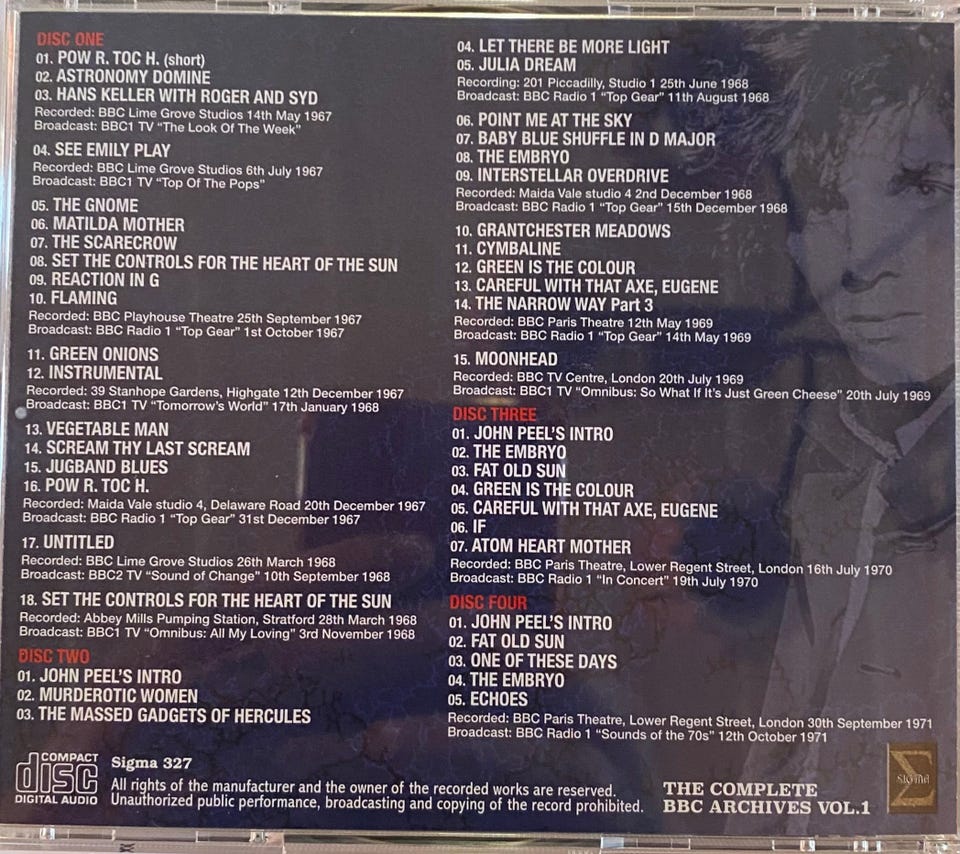 DISC ONE
01. POW R. TOC H. (short)
02. ASTRONOMY DOMINE
03. HANS KELLER WITH ROGER AND SYD
Recorded: BBC Lime Grove Studios 14th May 1967
Broadcast: BBC1 TV “The Look Of The Week”
04. SEE EMILY PLAY
Recorded: BBC Lime Grove Studios 6th July 1967
Broadcast: BBC1 TV “Top Of The Pops”
05. THE GNOME
06. MATILDA MOTHER
07. THE SCARECROW
08. SET THE CONTROLS FOR THE HEART OF THE SUN
09. REACTION IN G
10. FLAMING
Recorded: BBC Playhouse Theatre 25th September 1967
Broadcast: BBC Radio 1 “Top Gear” 1st October 1967
11. GREEN ONIONS
12. INSTRUMENTAL
Recorded: 39 Stanhope Gardens, Highgate 12th December 1967
Broadcast: BBC1 TV “Tomorrow’s World” 17th January 1968
13. VEGETABLE MAN
14. SCREAM THY LAST SCREAM
15. JUGBAND BLUES
16. POW R. TOC H.
Recorded: Maida Vale studio 4, Delaware Road 20th December 1967
Broadcast: BBC Radio 1 “Top Gear” 31st December 1967
17. UNTITLED
Recorded: BBC Lime Grove Studios 26th March 1968
Broadcast: BBC2 TV “Sound of Change” 10th September 1968
18. SET THE CONTROLS FOR THE HEART OF THE SUN
Recorded: Abbey Mills Pumping Station, Stratford 28th March 1968
Broadcast: BBC1 TV “Omnibus: All My Loving” 3rd November 1968
DISC TWO
01. JOHN PEEL’S INTRO
02. MURDEROTIC WOMEN
03. THE MASSED GADGETS OF HERCULES
04. LET THERE BE MORE LIGHT
05. JULIA DREAM
Recording: 201 Piccadilly, Studio 1 25th June 1968
Broadcast: BBC Radio 1 “Top Gear” 11th August 1968
06. POINT ME AT THE SKY
07. BABY BLUE SHUFFLE IN D MAJOR
08. THE EMBRYO
09. INTERSTELLAR OVERDRIVE
Recorded: Maida Vale studio 4 2nd December 1968
Broadcast: BBC Radio 1 “Top Gear” 15th December 1968
10. GRANTCHESTER MEADOWS
11. CYMBALINE
12. GREEN IS THE COLOUR
13. CAREFUL WITH THAT AXE, EUGENE
14. THE NARROW WAY Part 3
Recorded: BBC Paris Theatre 12th May 1969
Broadcast: BBC Radio 1 “Top Gear” 14th May 1969
15. MOONHEAD
Recorded: BBC TV Centre, London 20th July 1969
Broadcast: BBC1 TV “Omnibus: So What If It’s Just Green Cheese” 20th July 1969
DISC THREE
01. JOHN PEEL’S INTRO
02. THE EMBRYO
03. FAT OLD SUN
04. GREEN IS THE COLOUR
05. CAREFUL WITH THAT AXE, EUGENE
06. IF
07. ATOM HEART MOTHER
Recorded: BBC Paris Theatre, Lower Regent Street, London 16th July 1970
Broadcast: BBC Radio 1 “In Concert” 19th July 1970
DISC FOUR
01. JOHN PEEL’S INTRO
02. FAT OLD SUN
03. ONE OF THESE DAYS
04. THE EMBRYO
05. ECHOES
Recorded: BBC Paris Theatre, Lower Regent Street, London 30th September 1971
Broadcast: BBC Radio 1 “Sounds of the 70s” 12th October 1971
COMPACT
disc
DIGITAL AUDIO
Sigma 327
All rights of the manufacturer and the owner of the recorded works are reserved.
Unauthorized public performance, broadcasting and copying of the record prohibited.
THE COMPLETE
BBC ARCHIVES VOL.1
Sigma